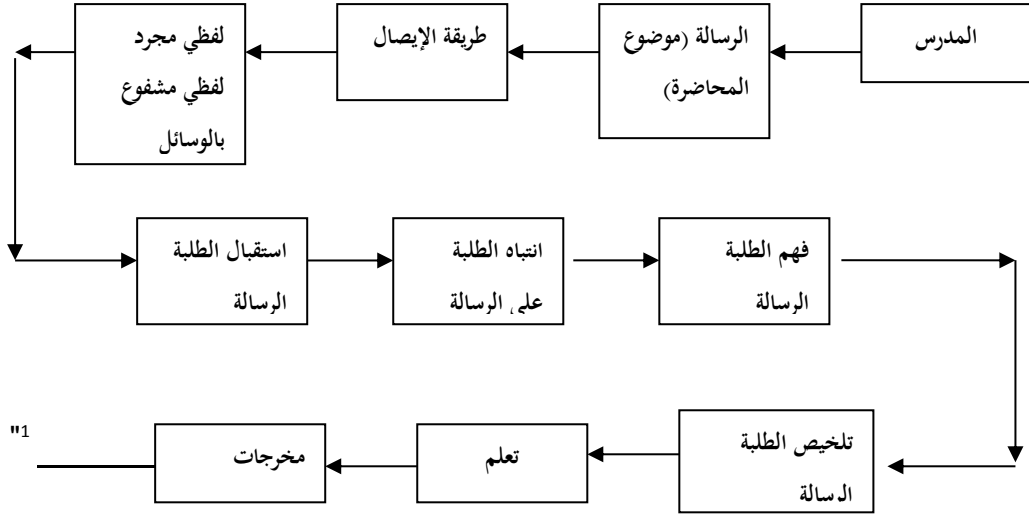 المدرس
الرسالة (موضوع
المحاضرة)
طريقة الإيصال
لفظي مجرد
لفظي مشفوع
بالوسائل
استقبال الطلبة
الرسالة
انتباه الطلبة
على الرسالة
فهم الطلبة
الرسالة
تلخيص الطلبة
الرسالة
تعلم
مخرجات
"1